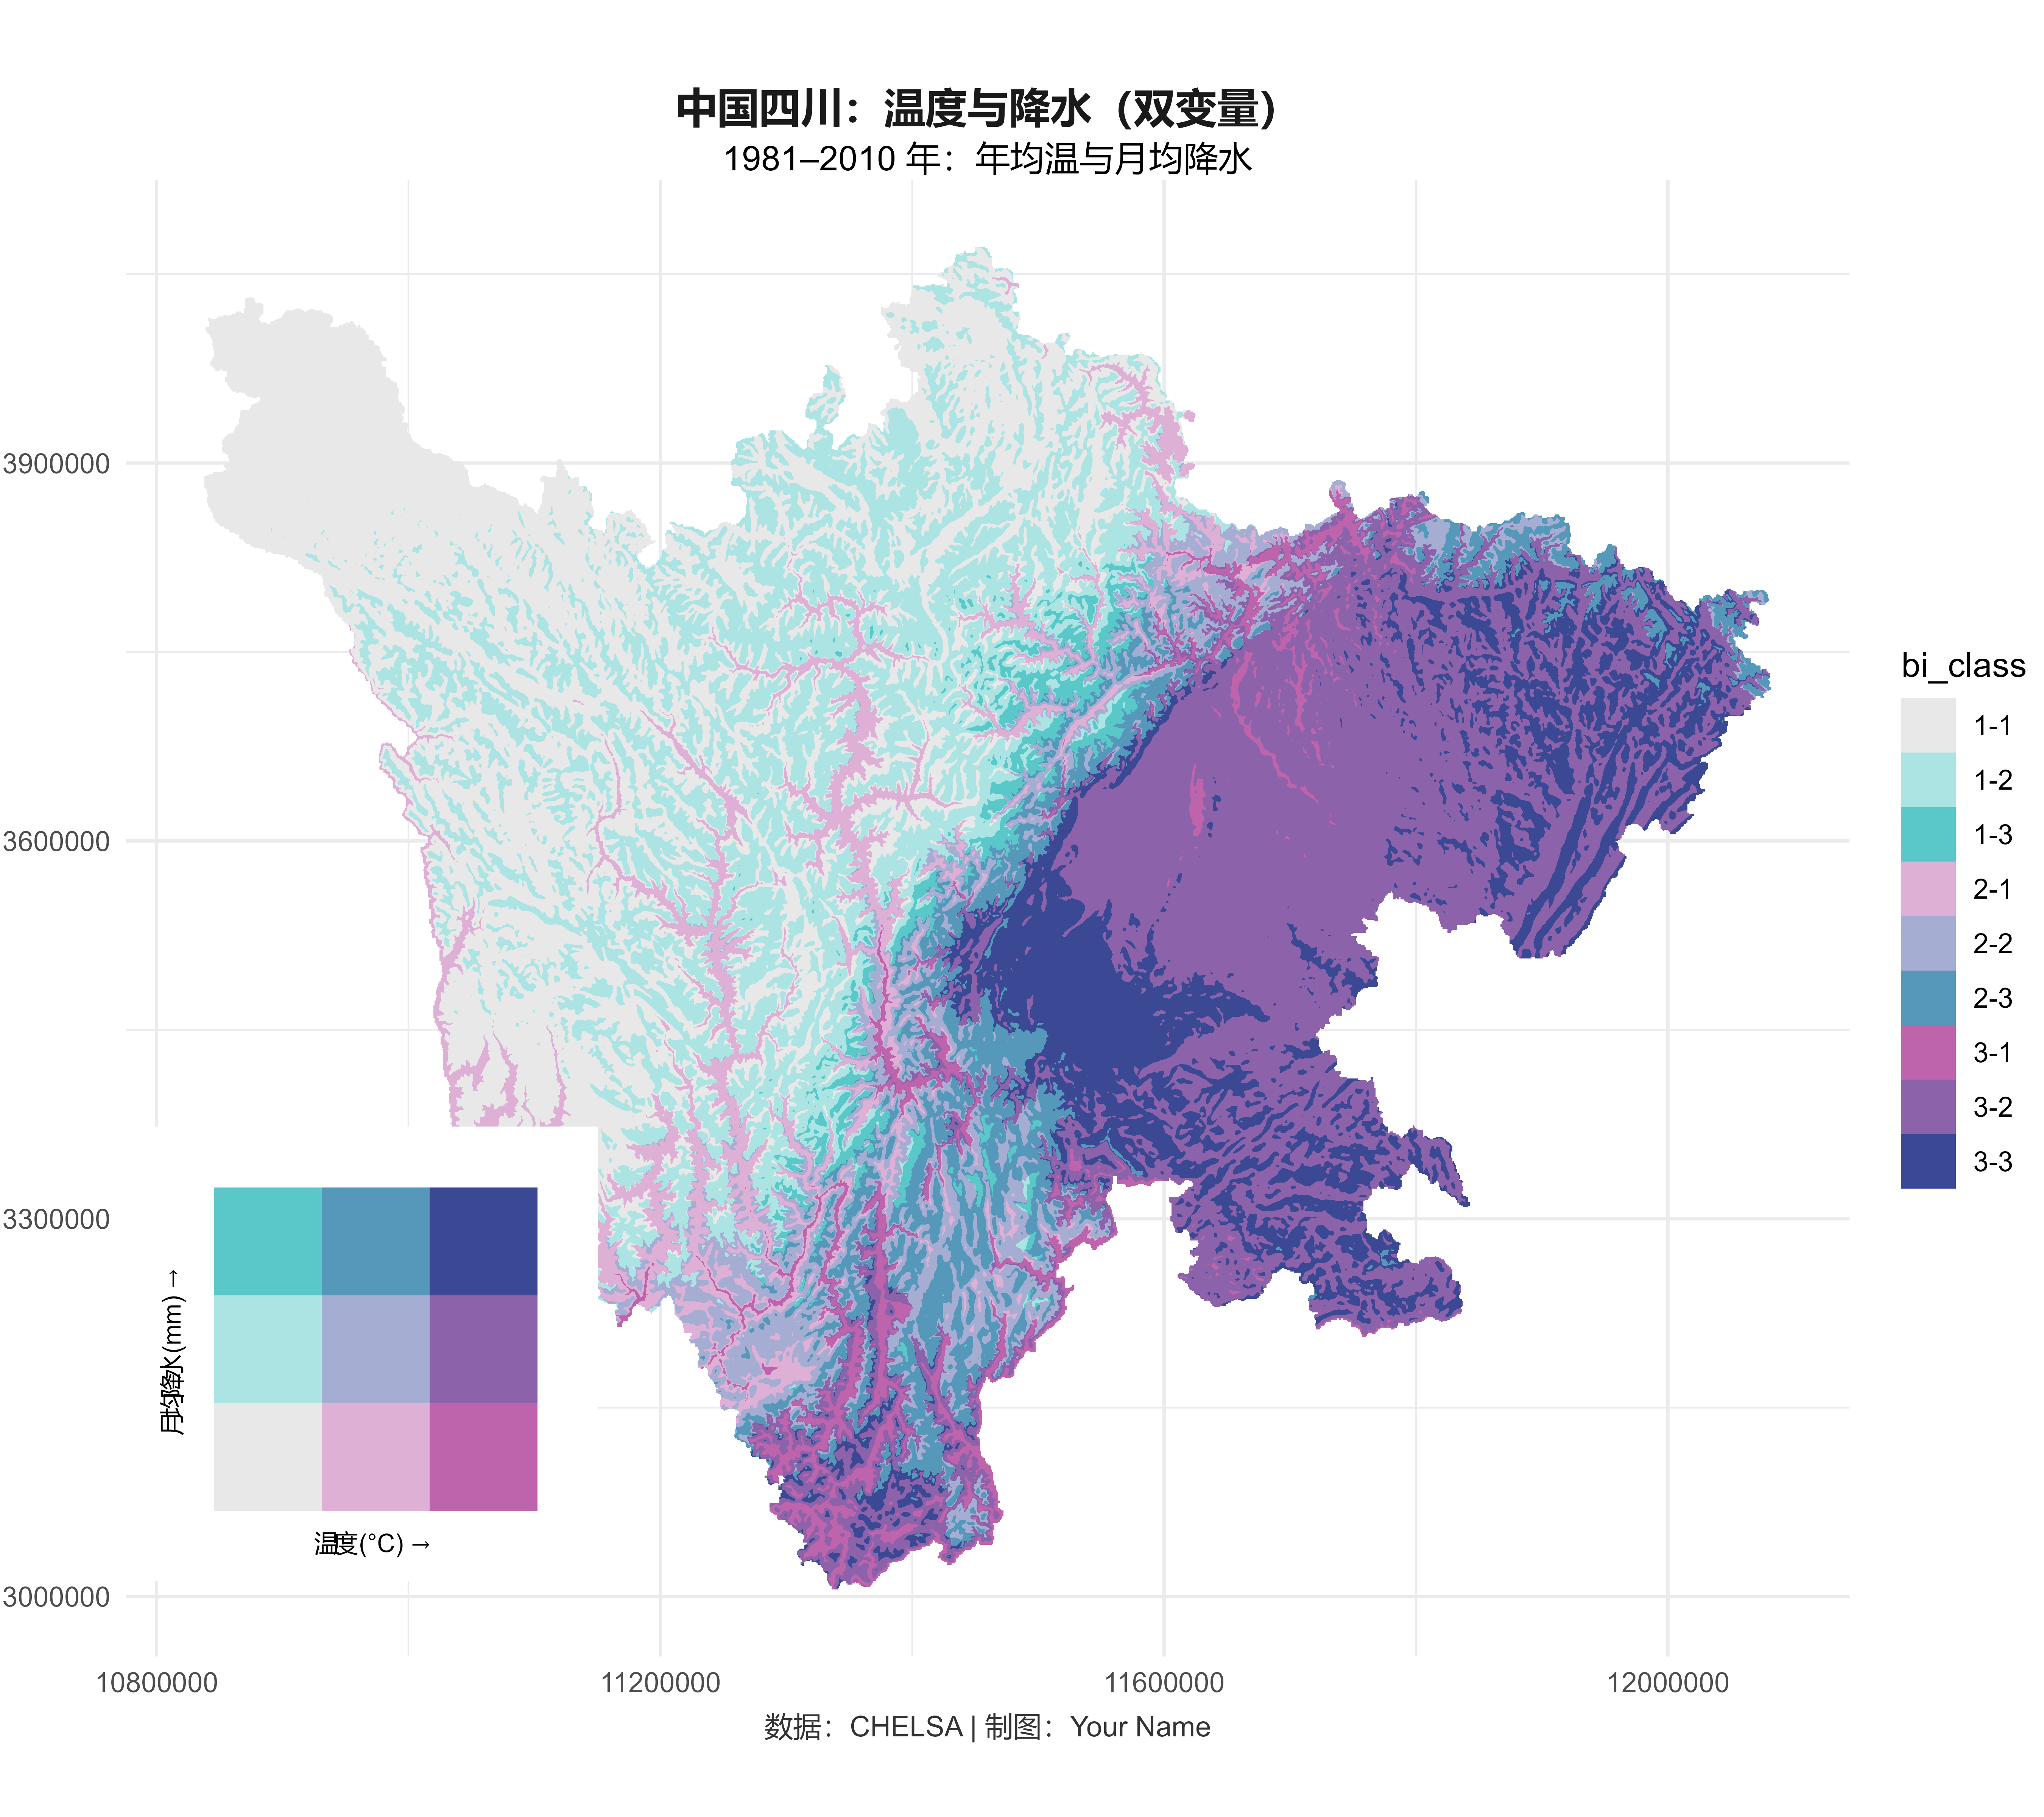 中国四川：温度与降水（双变量）
1981–2010 年：年均温与月均降水
3900000
3600000
3300000
3000000
10800000
11200000
11600000
12000000
bi_class
1-1
1-2
1-3
2-1
2-2
2-3
3-1
3-2
3-3
月均降水(mm) →
温度(°C) →
数据：CHELSA | 制图：Your Name